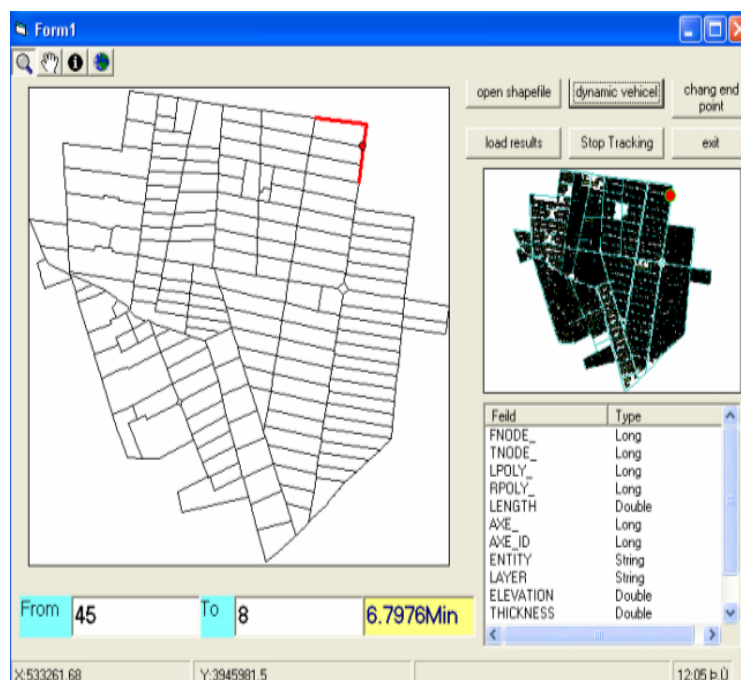 Form1
open shapefile
dynamic vehicel
chang end
point
load results
Stop Tracking
exit
Feild Type
FNODE_ Long
TNODE_ Long
LPOLY_ Long
RPOLY_ Long
LENGTH Double
AXE_ Long
AXE_ID Long
ENTITY String
LAYER String
ELEVATION Double
THICKNESS Double
From 45 To 8 6.7976Min
X:533261.68 Y:3945981.5 12:05 Þ.Û